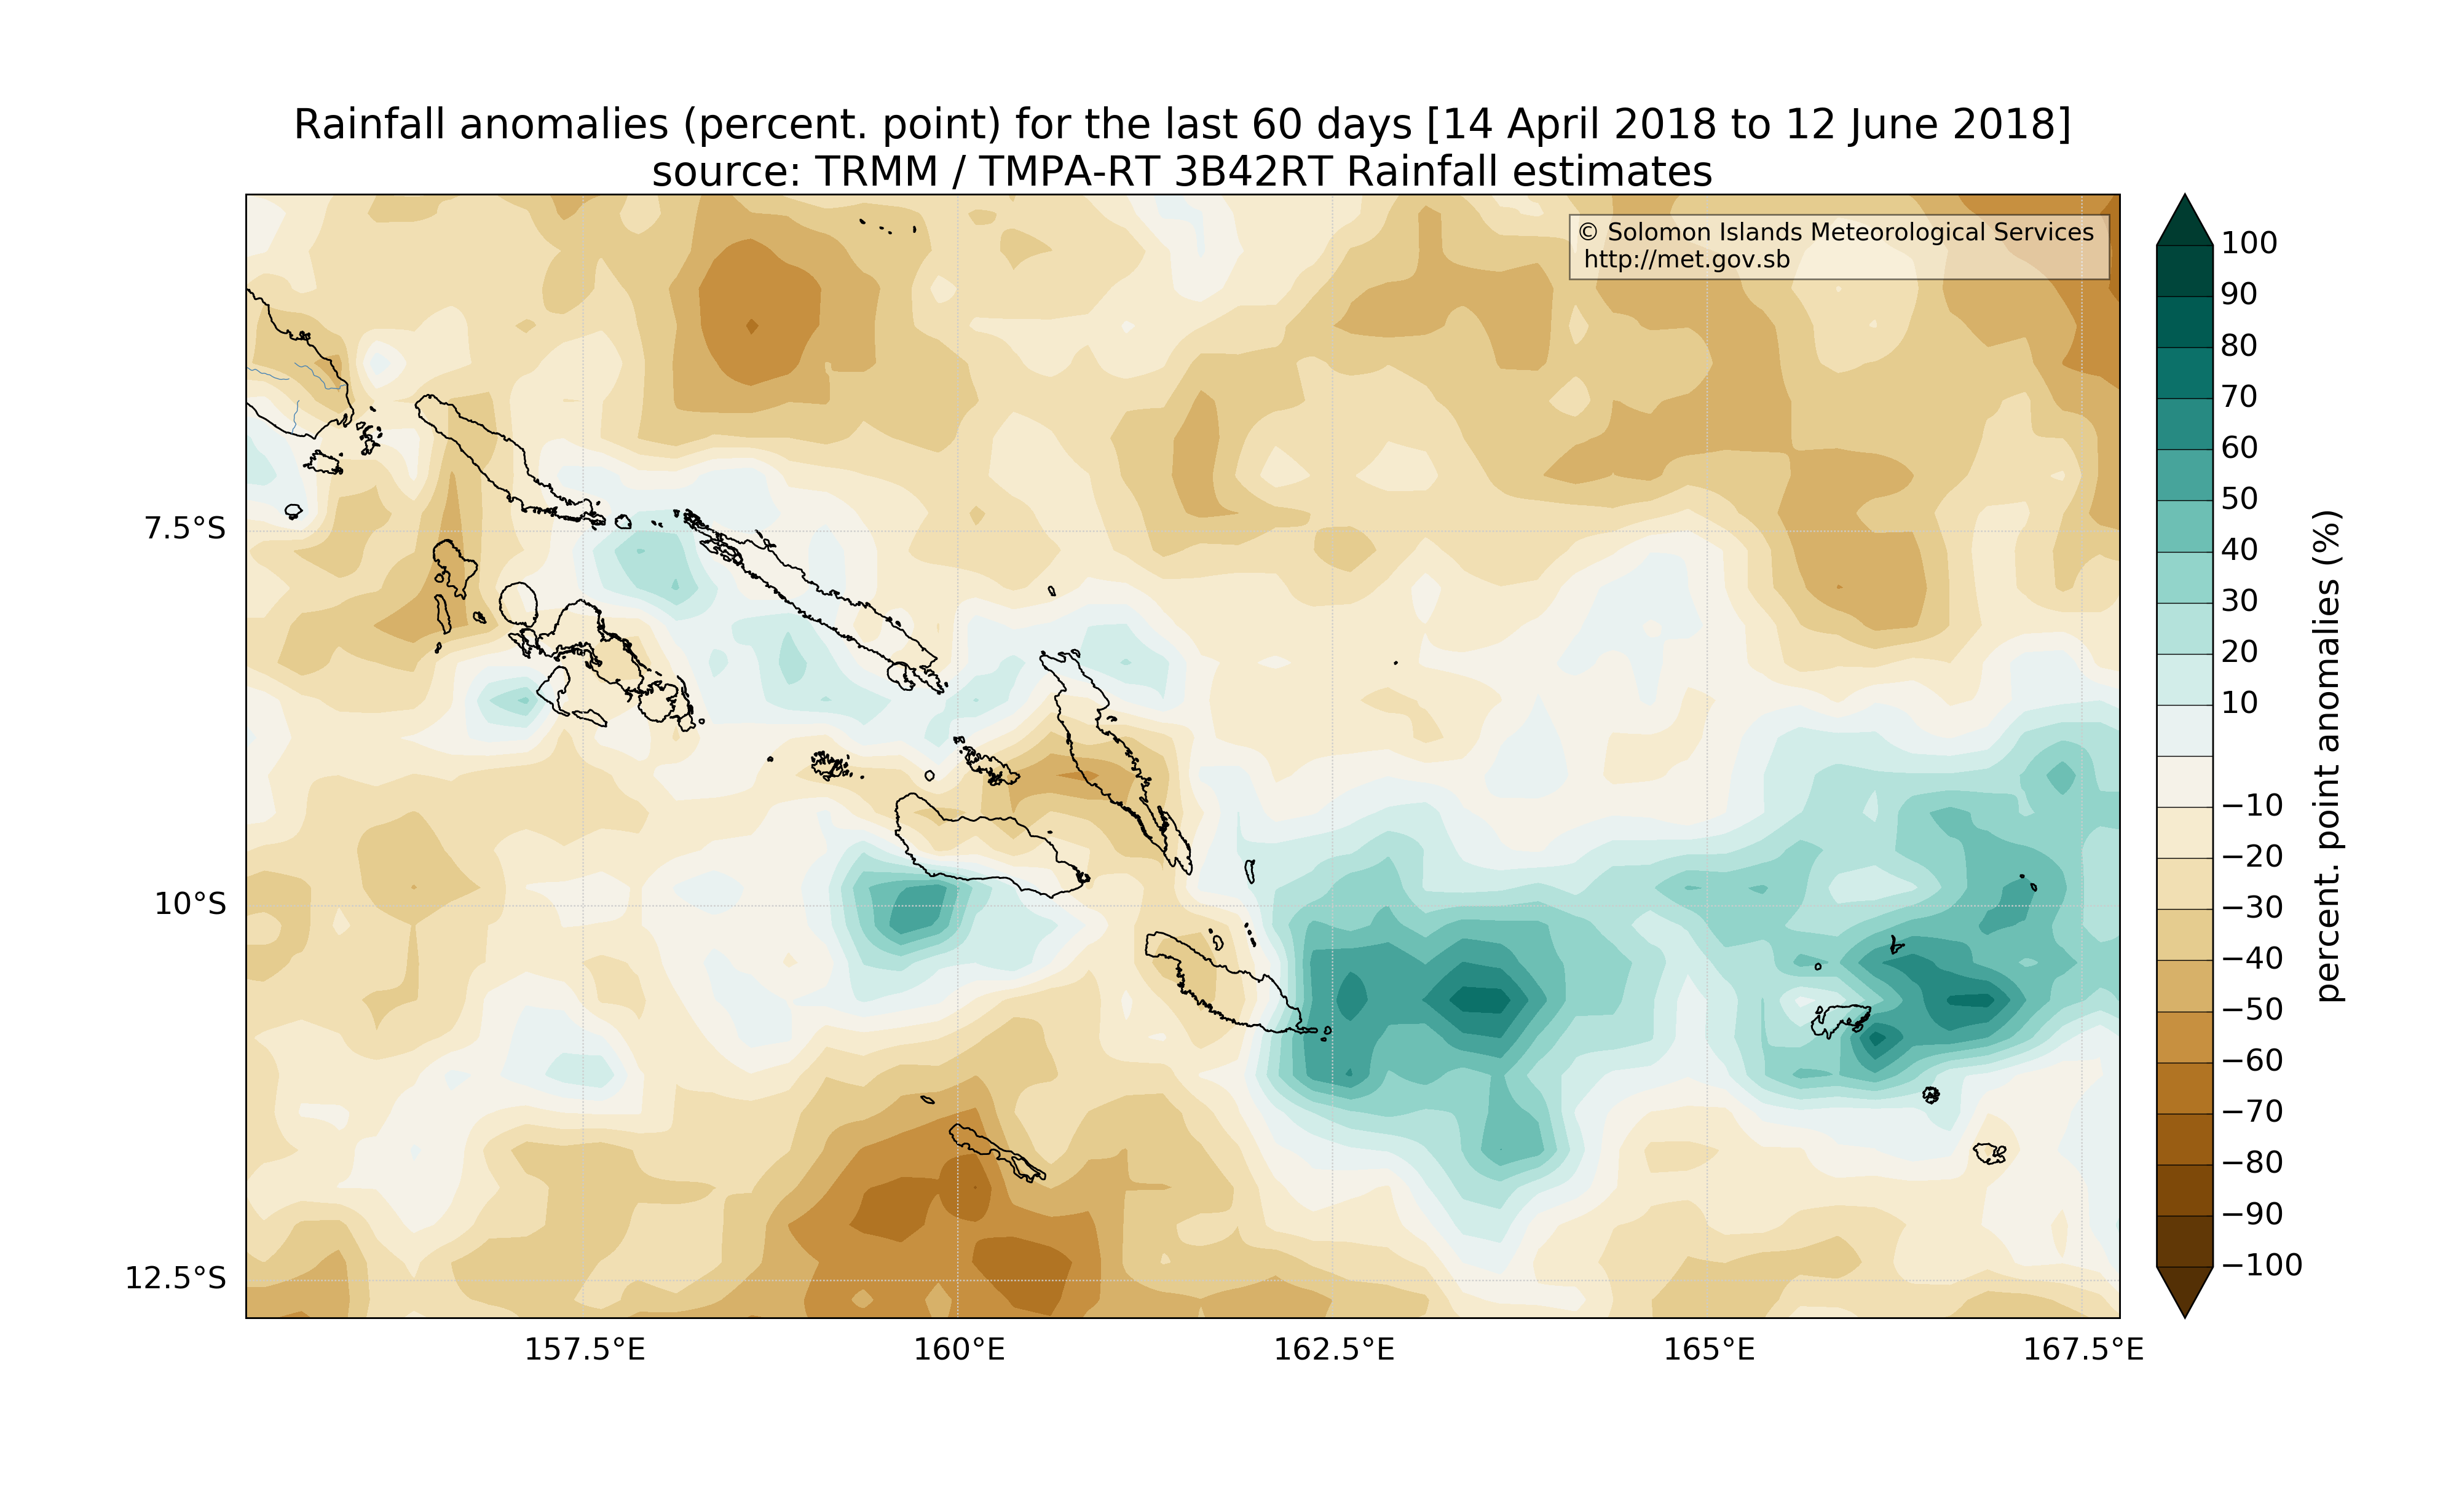 Rainfall anomalies (percent. point) for the last 60 days [14 April 2018 to 12 June 2018]
source: TRMM / TMPA-RT 3B42RT Rainfall estimates
© Solomon Islands Meteorological Services
http://met.gov.sb
7.5°S
10°S
12.5°S
157.5°E
160°E
162.5°E
165°E
167.5°E
100
90
80
70
60
50
40
30
20
10
−10
−20
−30
−40
−50
−60
−70
−80
−90
−100
percent. point anomalies (%)